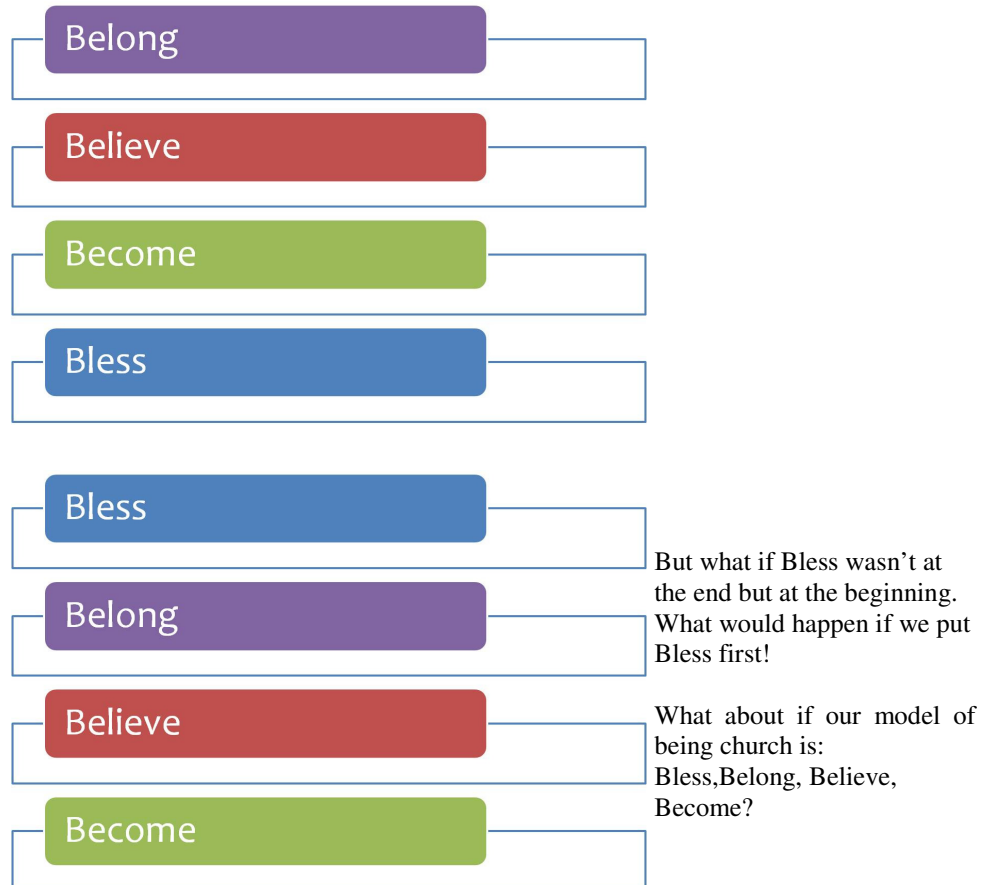 Belong
Believe
Become
Bless
Bless
Belong
Believe
Become
But what if Bless wasn’t at
the end but at the beginning.
What would happen if we put
Bless first!
What about if our model of
being church is:
Bless,Belong, Believe,
Become?